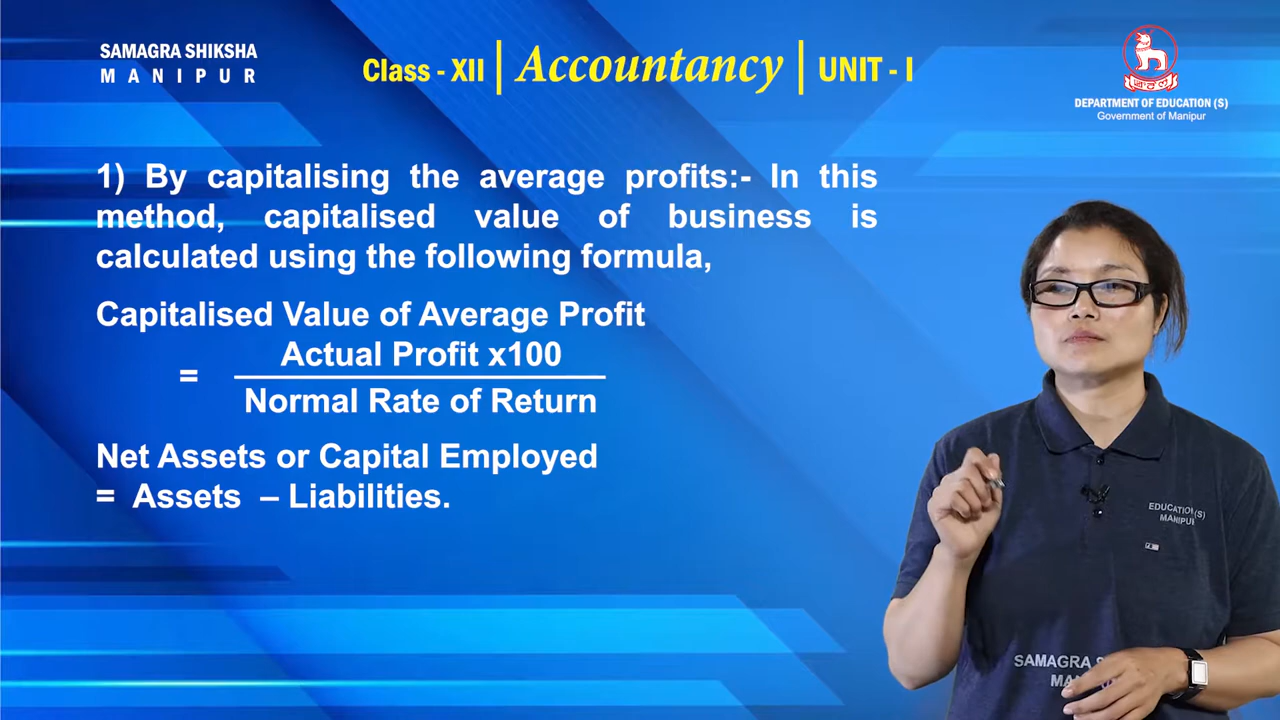 SAMAGRA SHIKSHA
MANIPUR
Class - XII | Accountancy | UNIT - I
DEPARTMENT OF EDUCATION (S)
Government of Manipur
1) By capitalising the average profits:- In this
method, capitalised value of business is
calculated using the following formula,
Capitalised Value of Average Profit
Actual Profit x100
=
Normal Rate of Return
Net Assets or Capital Employed
= Assets – Liabilities.
EDUCATION (S)
MANIPUR
SAMAGRA